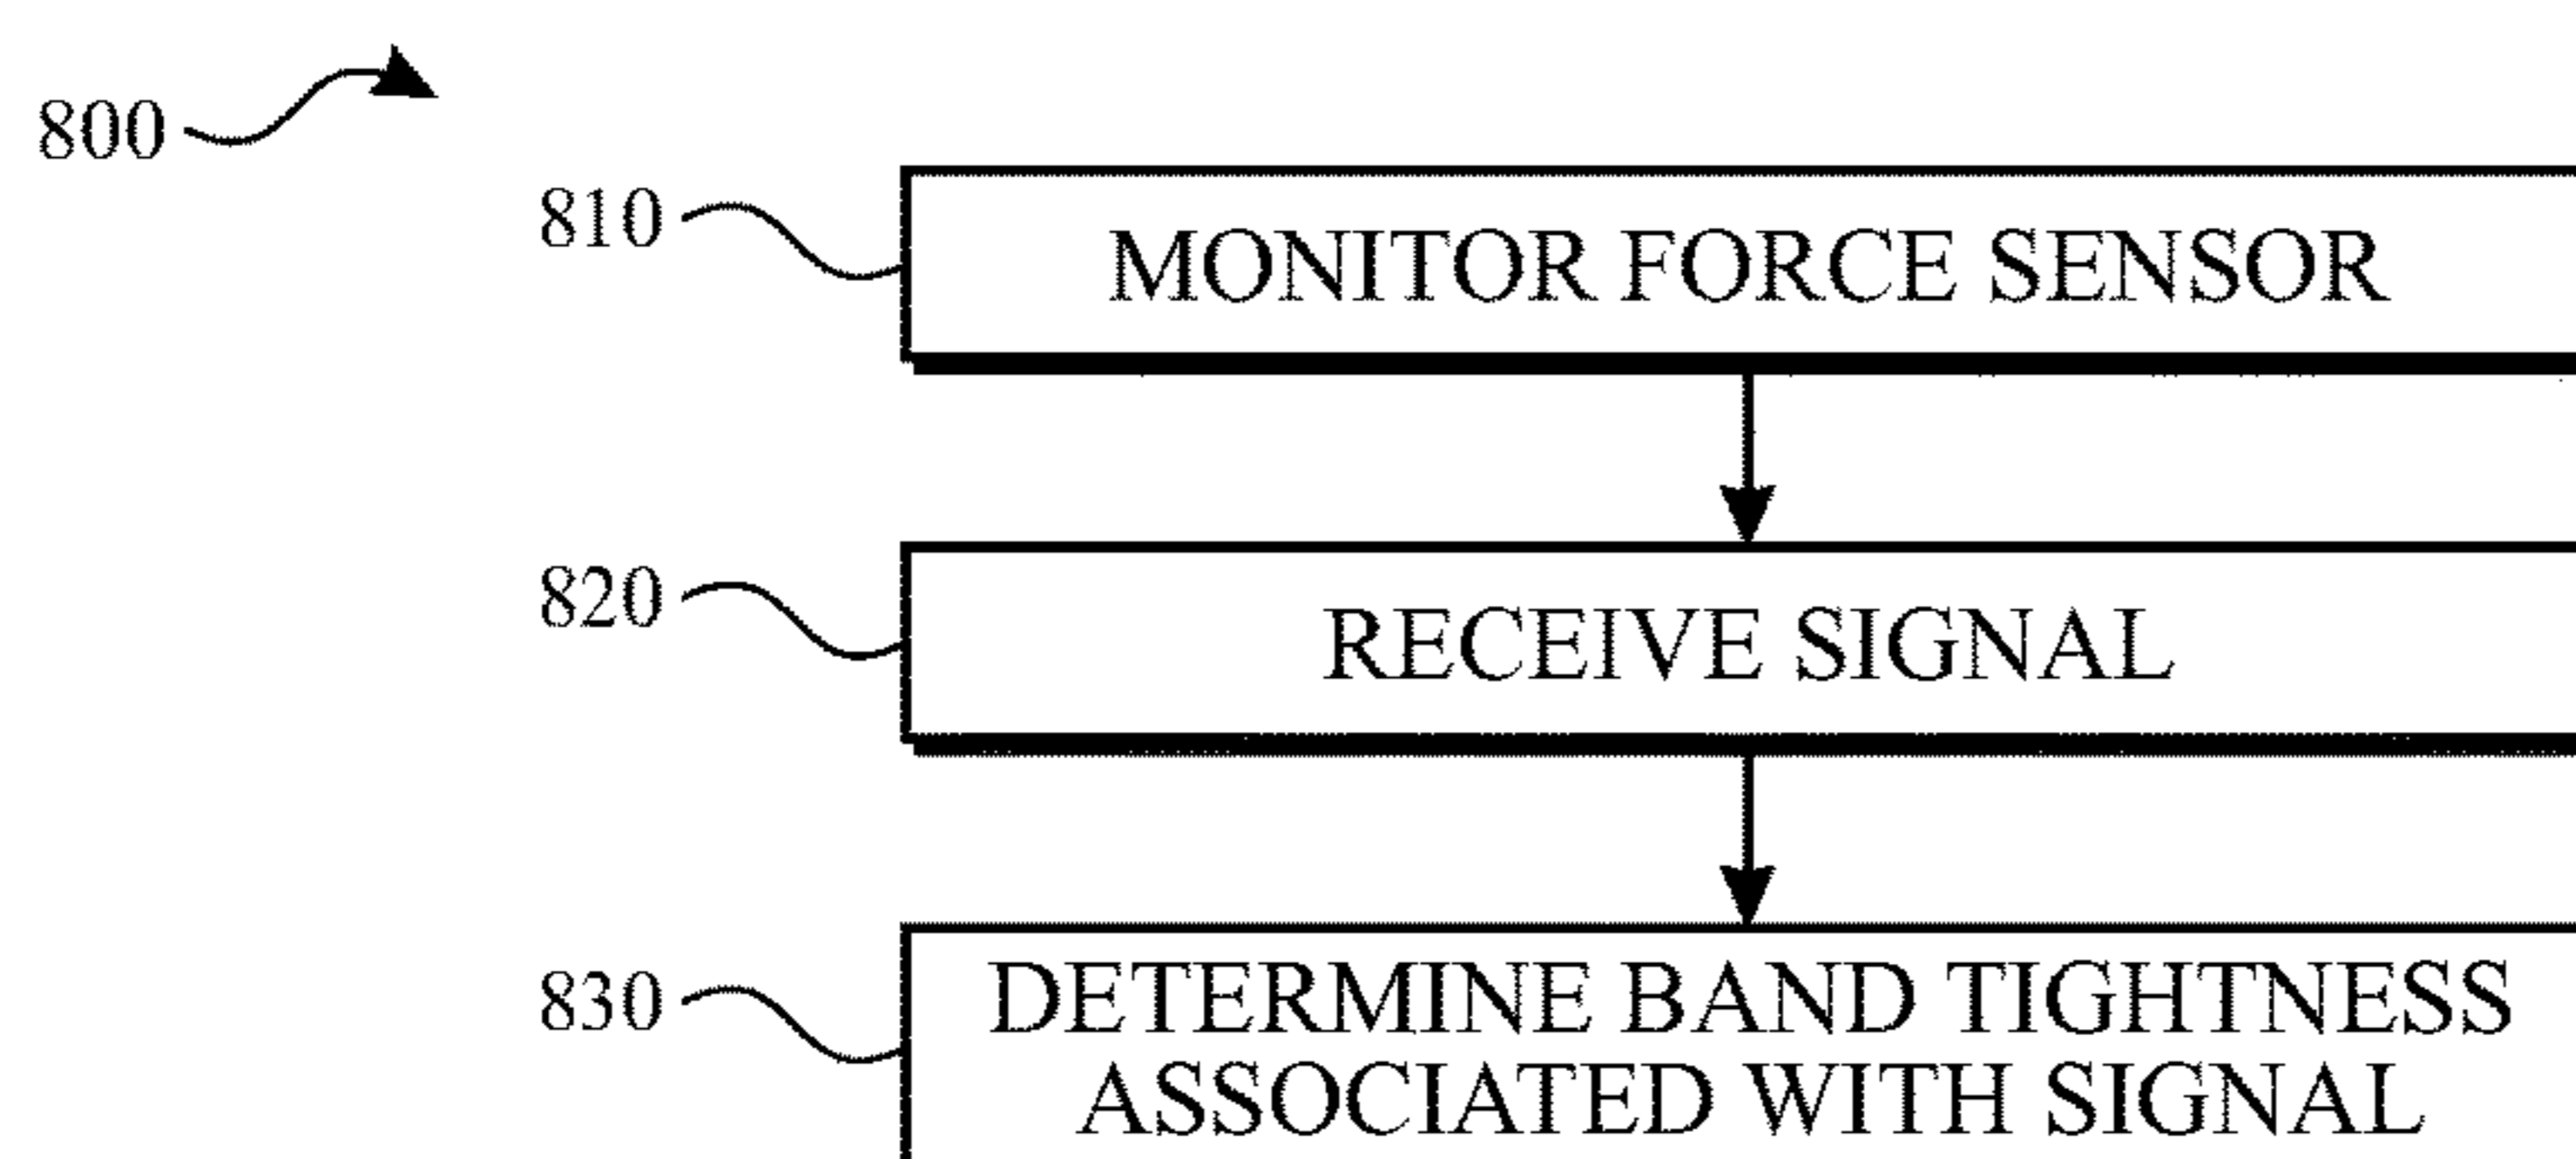 800
810 MONITOR FORCE SENSOR
820 RECEIVE SIGNAL
830 DETERMINE BAND TIGHTNESS
ASSOCIATED WITH SIGNAL